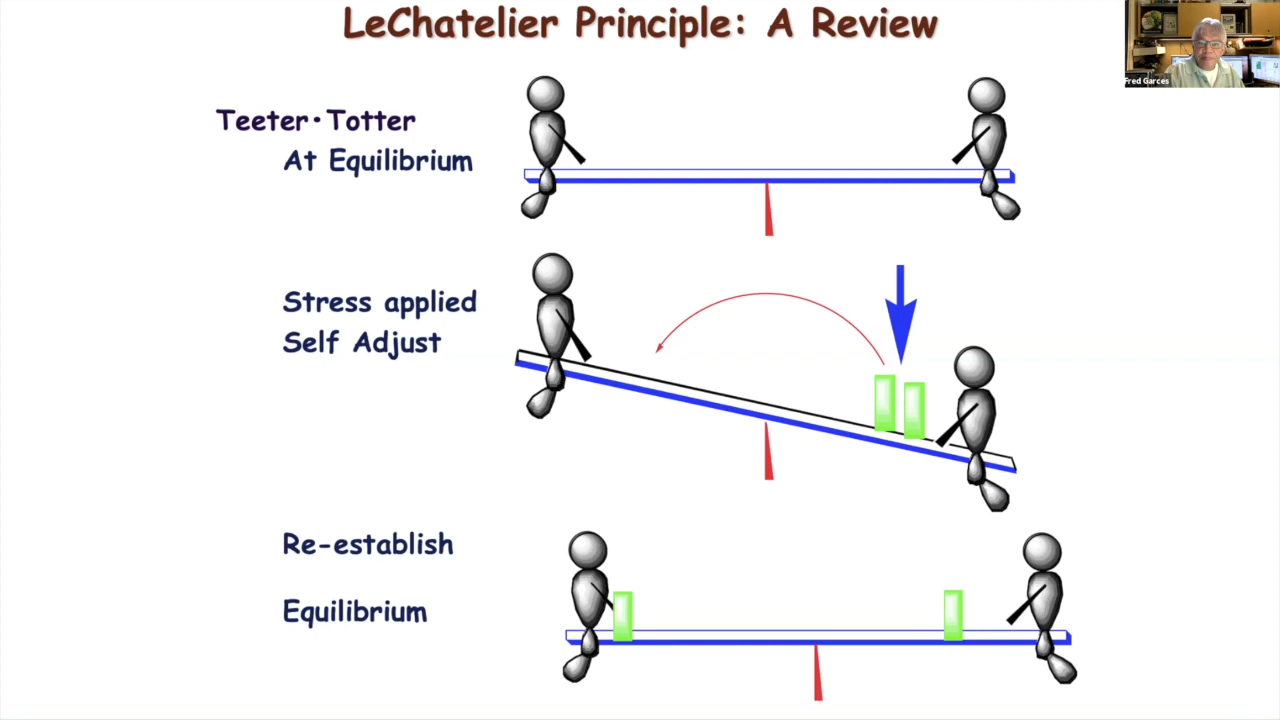 LeChatelier Principle: A Review
Fred Garces
Teeter•Totter
At Equilibrium
Stress applied
Self Adjust
Re-establish
Equilibrium